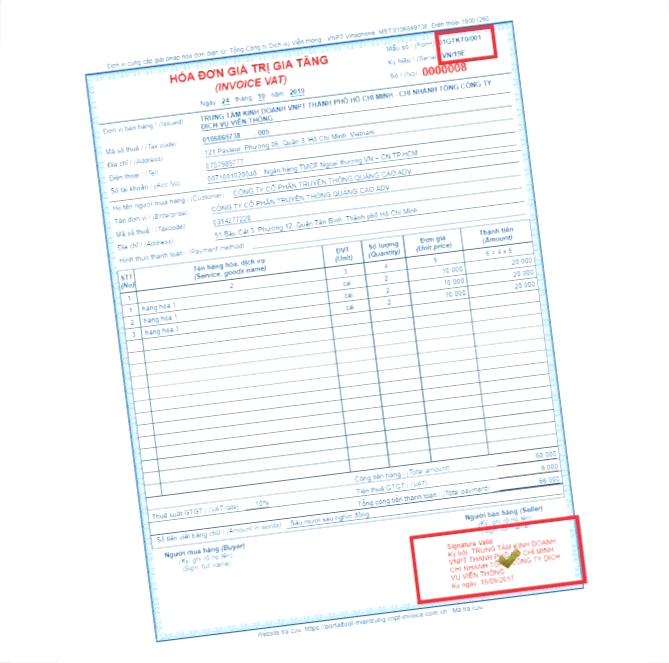 Đơn vị cung cấp giải pháp hóa đơn điện tử: Tổng Công Ty Dịch vụ Viễn thông - VNPT Vinaphone, MST:0106869738, Điện thoại:18001260
HÓA ĐƠN GIÁ TRỊ GIA TĂNG
(INVOICE VAT)
Ngày 24 tháng 10 năm 2019
Mẫu số: (Form) 01GTKT0/001
Ký hiệu: (Serial) VN/19E
Số: (No) 0000008
Đơn vị bán hàng: (Issued) TRUNG TÂM KINH DOANH VNPT THÀNH PHỐ HỒ CHÍ MINH - CHI NHÁNH TỔNG CÔNG TY
DỊCH VỤ VIỄN THÔNG
Mã số thuế: (Tax code) 0106869738 005
Địa chỉ: (Address) 121 Pasteur, Phường 06, Quận 3, Hồ Chí Minh, Vietnam
Điện thoại: (Tel)
Số tài khoản: (Acc No) Ngân hàng TMCP Ngoại thương VN – CN TP.HCM
Họ tên người mua hàng: (Customer) CÔNG TY CỔ PHẦN TRUYỀN THÔNG QUẢNG CÁO ADV
Tên đơn vị: (Enterprise) CÔNG TY CỔ PHẦN TRUYỀN THÔNG QUẢNG CÁO ADV
Mã số thuế: (Taxcode) 0314277228
Địa chỉ: (Address) 51 Bàu Cát 3, Phường 12, Quận Tân Bình, Thành phố Hồ Chí Minh
Hình thức thanh toán: (Payment method)
STT (No) Tên hàng hóa, dịch vụ (Service, goods name) ĐVT (Unit) Số lượng (Quantity) Đơn giá (Unit price) Thành tiền (Amount)
1 2 3 4 5 6 = 4 x 5
1 hàng hóa 1 cái 2 10 000 20 000
2 hàng hóa 1 cái 2 10 000 20 000
3 hàng hóa 1 cái 2 10 000 20 000
Cộng tiền hàng: (Total amount) 60 000
Thuế suất GTGT: (VAT rate) 10% Tiền thuế GTGT: (VAT) 6 000
Tổng cộng tiền thanh toán: (Total payment) 66 000
Số tiền viết bằng chữ: (Amount in words) Sáu mươi sáu nghìn đồng
Người mua hàng (Buyer)
(Ký, ghi rõ họ tên)
(Sign, full name)
Người bán hàng (Seller)
(Ký, ghi rõ họ tên)
Signature Valid
Ký bởi: TRUNG TÂM KINH DOANH
VNPT THÀNH PHỐ HỒ CHÍ MINH
CHI NHÁNH TỔNG CÔNG TY DỊCH
VỤ VIỄN THÔNG
Ký ngày 15/09/2017
Website tra cứu: https://portaltool-mientrung.vnpt-invoice.com.vn Mã tra cứu: